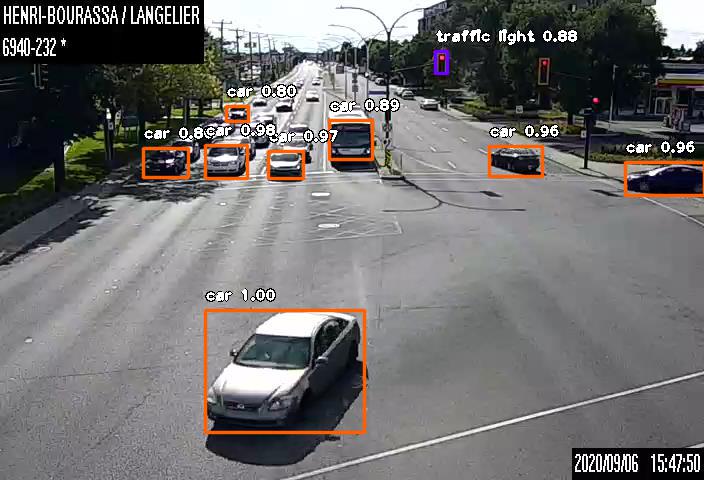 HENRI-BOURASSA / LANGELIER
6940-232 *
traffic light 0.88
car 0.80
car 0.89
car 0.98
car 0.97
car 0.96
car 0.96
car 1.00
2020/09/06 15:47:50